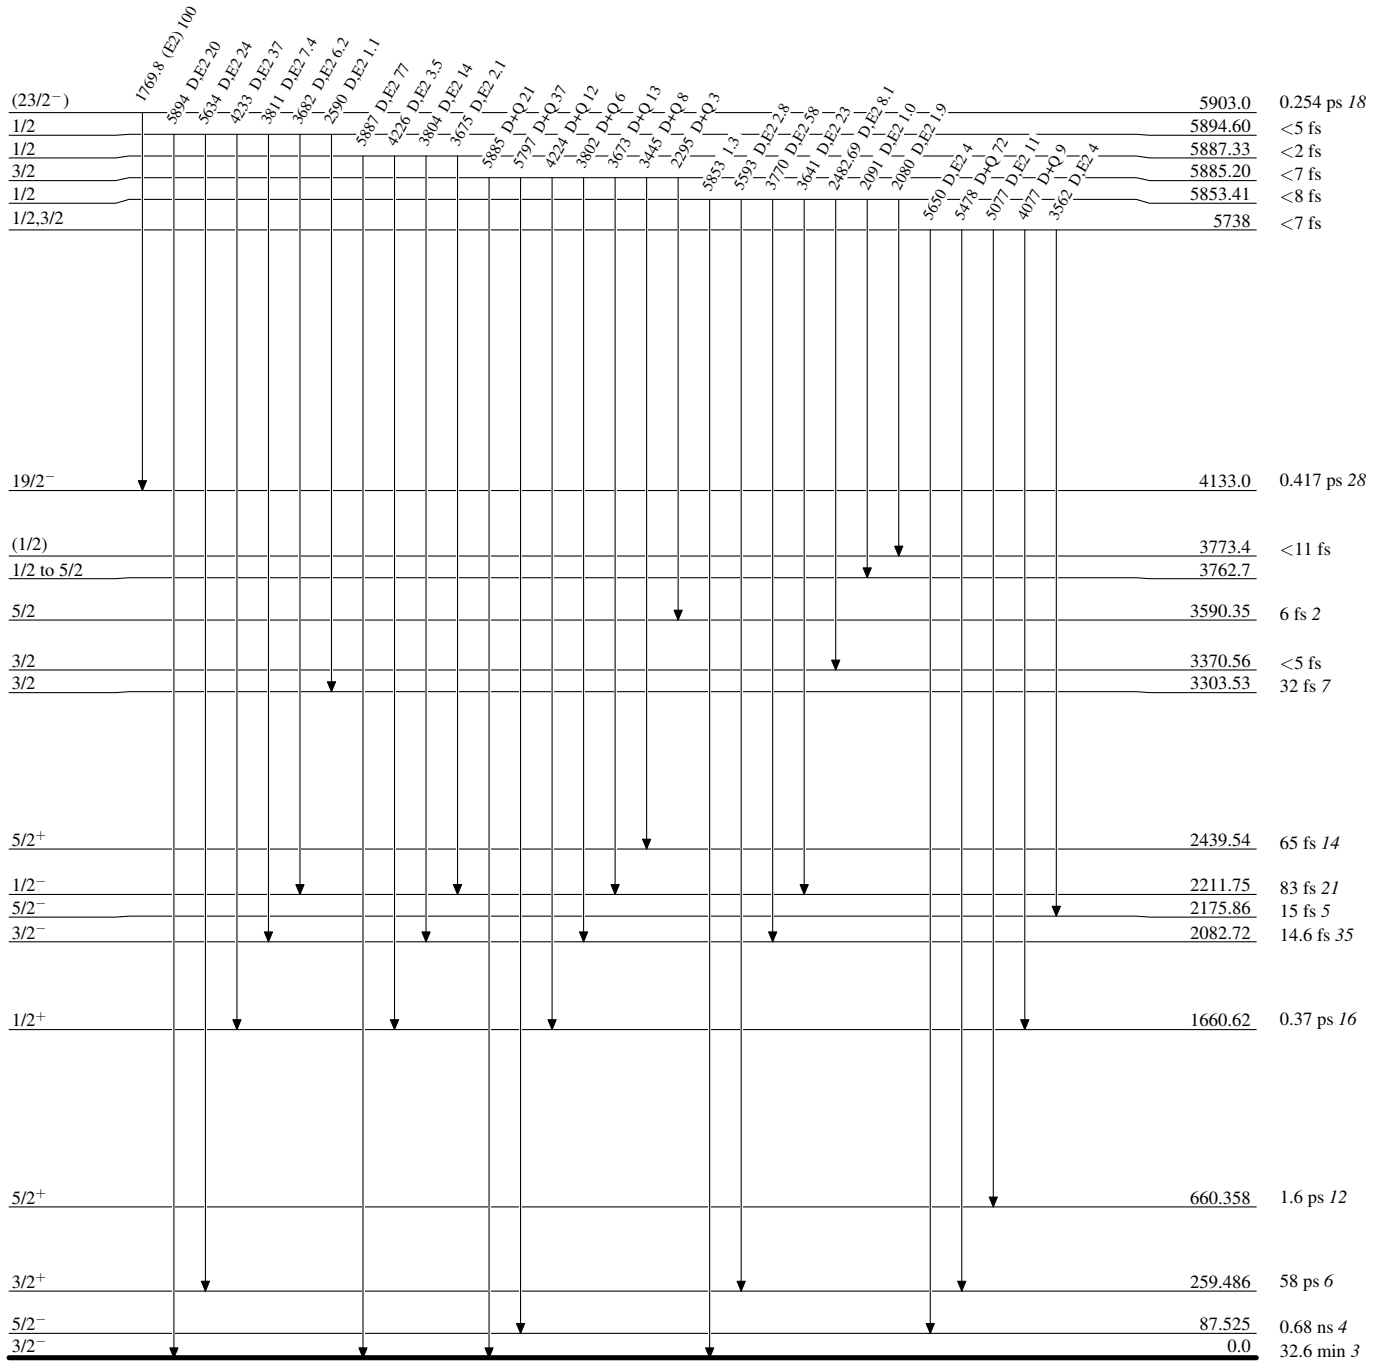 1769.8 (E2) 100
5894 D,E2 20
5634 D,E2 24
4233 D,E2 37
3811 D,E2 7.4
3682 D,E2 6.2
2590 D,E2 1.1
5887 D,E2 77
4226 D,E2 3.5
3804 D,E2 14
3675 D,E2 2.1
5885 D+Q 21
5797 D+Q 37
4224 D+Q 12
3802 D+Q 6
3673 D+Q 13
3445 D+Q 8
2295 D+Q 3
5853 1.3
5593 D,E2 2.8
3770 D,E2 58
3641 D,E2 23
2482.69 D,E2 8.1
2091 D,E2 1.0
2080 D,E2 1.9
5650 D,E2 4
5478 D+Q 72
5077 D,E2 11
4077 D+Q 9
3562 D,E2 4
(23/2⁻) 5903.0 0.254 ps 18
1/2 5894.60 <5 fs
1/2 5887.33 <2 fs
3/2 5885.20 <7 fs
1/2 5853.41 <8 fs
1/2,3/2 5738 <7 fs
19/2⁻ 4133.0 0.417 ps 28
(1/2) 3773.4 <11 fs
1/2 to 5/2 3762.7
5/2 3590.35 6 fs 2
3/2 3370.56 <5 fs
3/2 3303.53 32 fs 7
5/2⁺ 2439.54 65 fs 14
1/2⁻ 2211.75 83 fs 21
5/2⁻ 2175.86 15 fs 5
3/2⁻ 2082.72 14.6 fs 35
1/2⁺ 1660.62 0.37 ps 16
5/2⁺ 660.358 1.6 ps 12
3/2⁺ 259.486 58 ps 6
5/2⁻ 87.525 0.68 ns 4
3/2⁻ 0.0 32.6 min 3